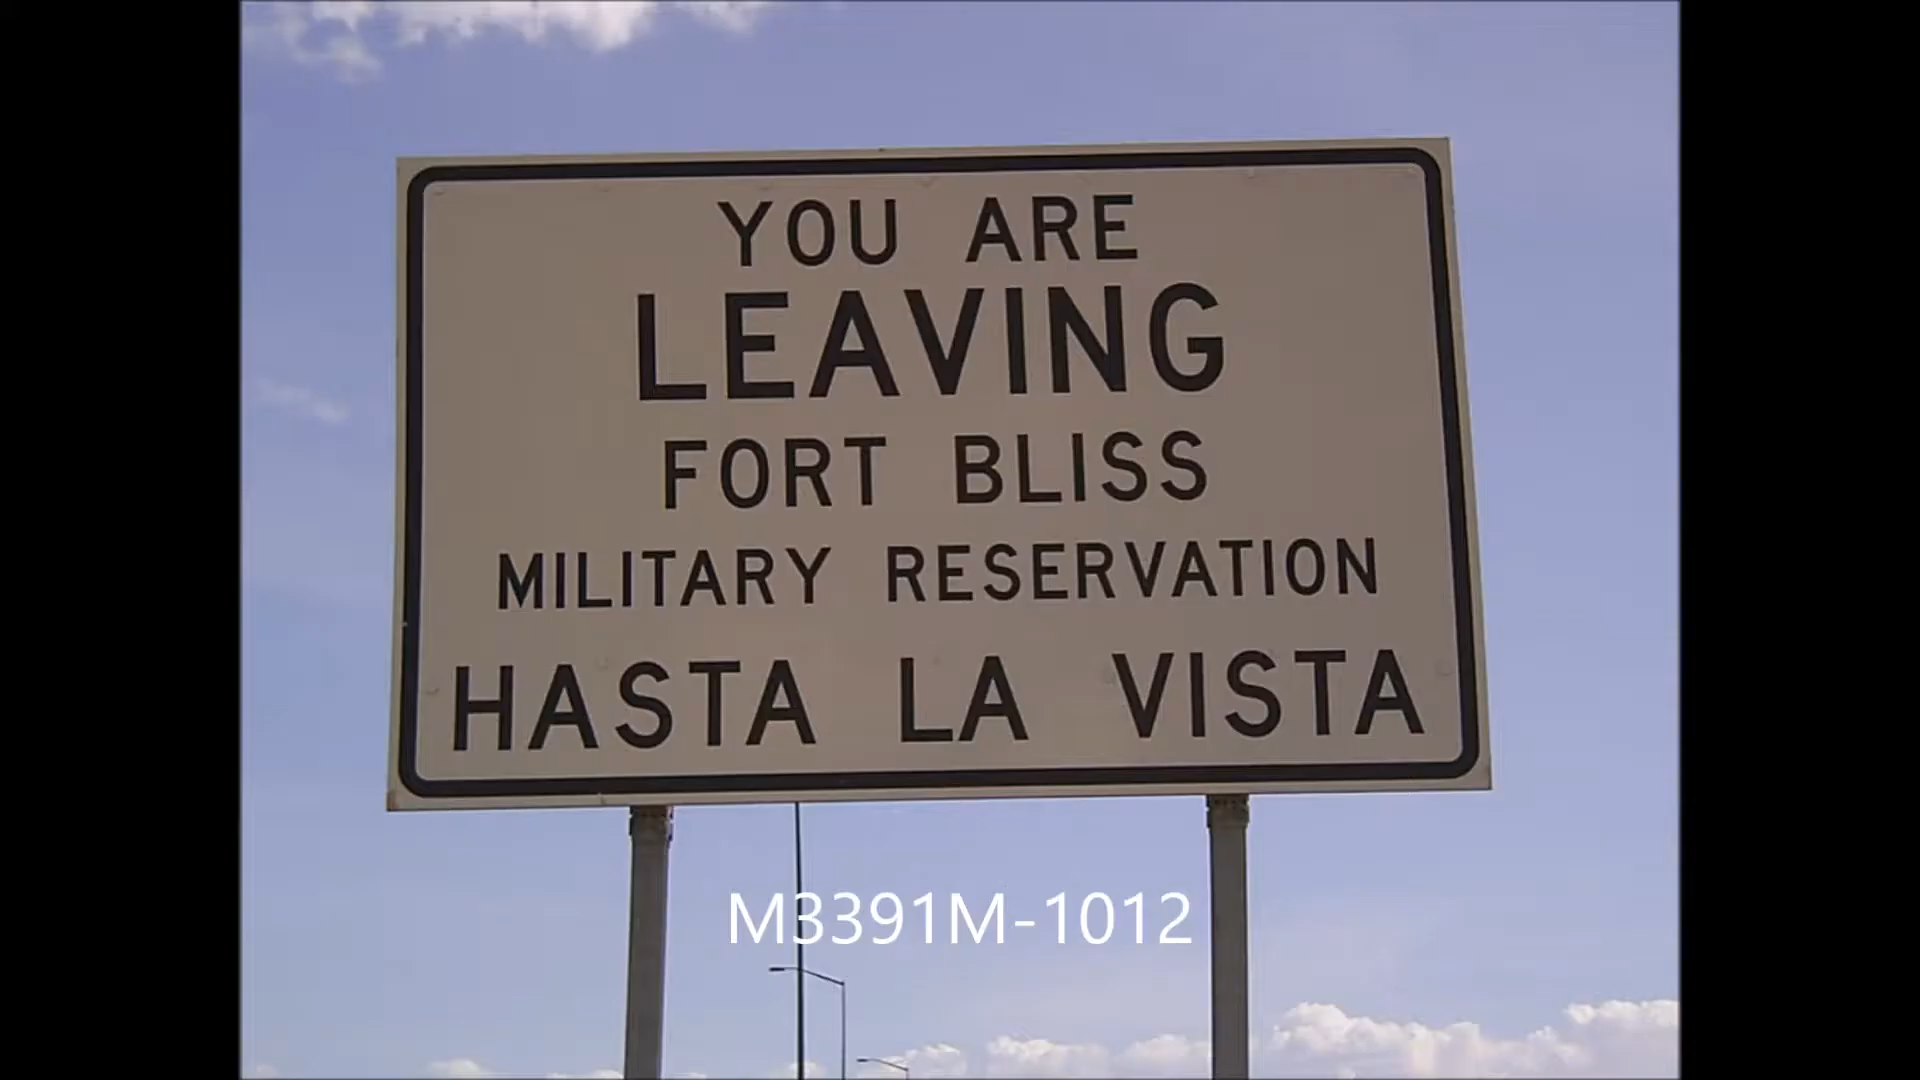 YOU ARE
LEAVING
FORT BLISS
MILITARY RESERVATION
HASTA LA VISTA
M3391M-1012